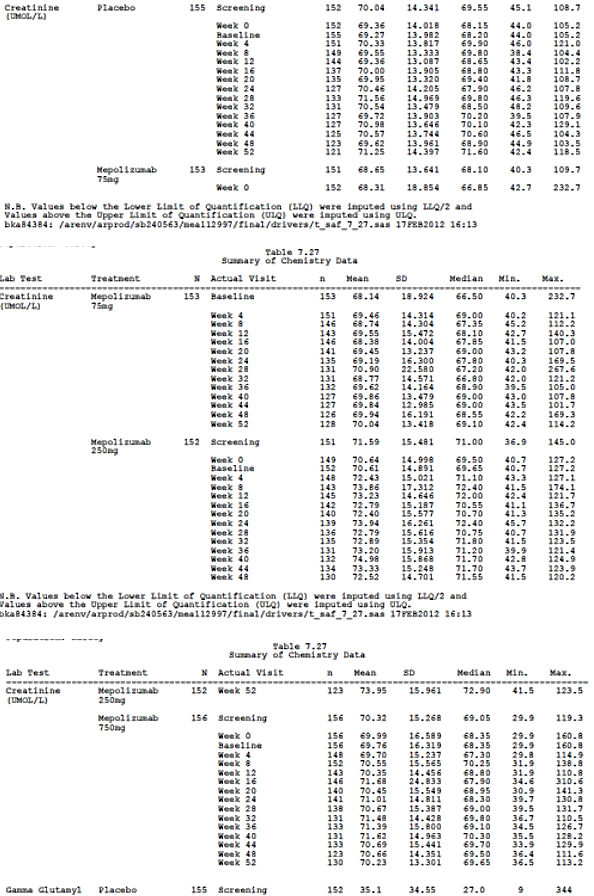 Creatinine Placebo 155 Screening 152 70.04 14.341 69.55 45.1 108.7
(UMOL/L)
Week 0 152 69.36 14.018 68.15 44.0 105.2
Baseline 155 69.27 13.982 68.20 44.0 105.2
Week 4 151 70.33 13.817 69.90 46.0 121.0
Week 8 149 69.55 13.333 69.80 38.4 104.4
Week 12 144 69.36 13.087 68.65 43.4 102.2
Week 16 137 70.00 13.905 68.80 43.3 111.8
Week 20 135 69.95 13.320 69.40 41.8 108.7
Week 24 127 70.46 14.205 67.90 46.2 107.8
Week 28 133 71.56 14.969 69.80 46.3 119.6
Week 32 131 70.54 13.479 68.50 48.2 109.6
Week 36 127 69.72 13.903 70.20 39.5 107.9
Week 40 127 70.98 13.646 70.10 42.3 129.1
Week 44 125 70.57 13.744 70.60 46.5 104.3
Week 48 123 69.62 13.961 68.90 44.9 103.5
Week 52 121 71.25 14.397 71.60 42.4 118.5
Mepolizumab 153 Screening 151 68.65 13.641 68.10 40.3 109.7
75mg
Week 0 152 68.31 18.854 66.85 42.7 232.7
N.B. Values below the Lower Limit of Quantification (LLQ) were imputed using LLQ/2 and
Values above the Upper Limit of Quantification (ULQ) were imputed using ULQ.
bka84384: /arenv/arprod/sb240563/mea112997/final/drivers/t_saf_7_27.sas 17FEB2012 16:13
Table 7.27
Summary of Chemistry Data
Lab Test Treatment N Actual Visit n Mean SD Median Min. Max.
Creatinine Mepolizumab 153 Baseline 153 68.14 18.924 66.50 40.3 232.7
(UMOL/L) 75mg
Week 4 151 69.46 14.314 69.00 40.2 121.1
Week 8 146 68.74 14.304 67.35 45.2 112.2
Week 12 143 69.55 15.472 68.10 42.7 140.3
Week 16 146 68.38 14.004 67.85 41.5 107.0
Week 20 141 69.45 13.237 69.00 43.2 107.8
Week 24 135 69.19 16.300 67.80 40.3 169.5
Week 28 131 70.90 22.580 67.20 42.0 267.6
Week 32 131 68.77 14.571 66.80 42.0 121.2
Week 36 132 69.62 14.164 68.90 39.5 105.0
Week 40 127 69.86 13.479 69.00 43.0 107.8
Week 44 127 69.84 12.985 69.00 43.5 101.7
Week 48 126 69.94 16.191 68.55 42.2 169.3
Week 52 128 70.04 13.418 69.10 42.4 114.2
Mepolizumab 152 Screening 151 71.59 15.481 71.00 36.9 145.0
250mg
Week 0 149 70.64 14.998 69.50 40.7 127.2
Baseline 152 70.61 14.891 69.65 40.7 127.2
Week 4 148 72.43 15.021 71.10 43.3 127.1
Week 8 143 73.86 17.312 72.40 41.5 174.1
Week 12 145 73.23 14.646 72.00 42.4 121.7
Week 16 142 72.79 15.187 70.55 41.1 136.7
Week 20 140 72.40 15.577 70.70 41.3 135.2
Week 24 139 73.94 16.261 72.40 45.7 132.2
Week 28 136 72.79 15.616 70.75 40.7 131.9
Week 32 135 72.89 15.354 71.80 41.5 123.5
Week 36 131 73.20 15.913 71.20 39.9 121.4
Week 40 132 74.98 15.868 71.70 42.8 124.9
Week 44 134 73.33 15.248 71.70 43.7 123.9
Week 48 130 72.52 14.701 71.55 41.5 120.2
N.B. Values below the Lower Limit of Quantification (LLQ) were imputed using LLQ/2 and
Values above the Upper Limit of Quantification (ULQ) were imputed using ULQ.
bka84384: /arenv/arprod/sb240563/mea112997/final/drivers/t_saf_7_27.sas 17FEB2012 16:13
Table 7.27
Summary of Chemistry Data
Lab Test Treatment N Actual Visit n Mean SD Median Min. Max.
Creatinine Mepolizumab 152 Week 52 123 73.95 15.961 72.90 41.5 123.5
(UMOL/L) 250mg
Mepolizumab 156 Screening 156 70.32 15.268 69.05 29.9 119.3
750mg
Week 0 156 69.99 16.589 68.35 29.9 160.8
Baseline 156 69.76 16.319 68.35 29.9 160.8
Week 4 148 69.70 15.237 67.30 29.8 114.9
Week 8 152 70.55 15.565 70.25 31.9 138.8
Week 12 143 70.35 14.456 68.80 31.9 110.8
Week 16 146 71.68 24.833 67.90 34.6 310.6
Week 20 140 70.45 15.549 68.95 30.9 141.3
Week 24 141 71.01 14.811 68.30 39.7 130.8
Week 28 138 70.67 15.387 69.00 39.5 131.7
Week 32 131 71.48 14.428 69.80 36.7 110.5
Week 36 133 71.39 15.800 69.10 34.5 126.7
Week 40 131 71.62 14.963 70.30 35.5 128.2
Week 44 133 70.69 15.441 69.70 33.9 139.4
Week 48 123 70.66 14.351 69.50 36.4 111.6
Week 52 130 70.23 13.301 69.65 36.5 113.2
Gamma Glutamyl Placebo 155 Screening 152 35.1 34.55 27.0 9 344